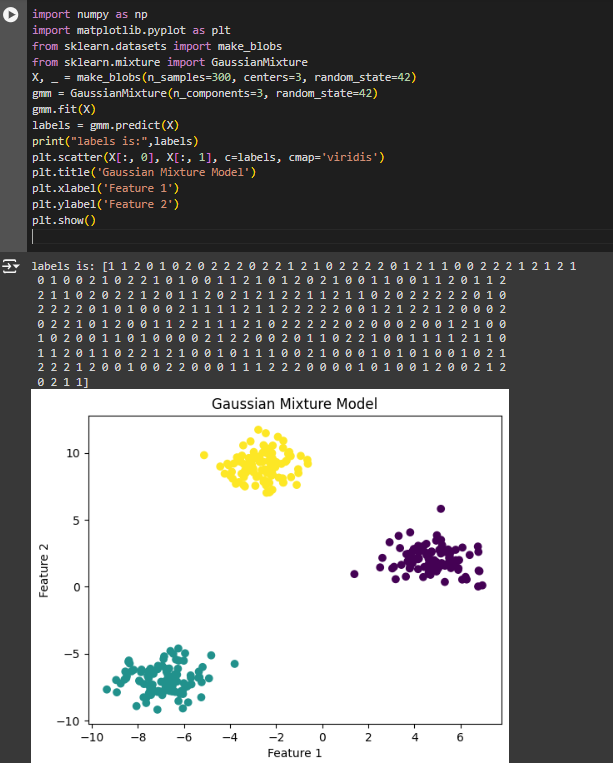 import numpy as np
import matplotlib.pyplot as plt
from sklearn.datasets import make_blobs
from sklearn.mixture import GaussianMixture
X, _ = make_blobs(n_samples=300, centers=3, random_state=42)
gmm = GaussianMixture(n_components=3, random_state=42)
gmm.fit(X)
labels = gmm.predict(X)
print("labels is:",labels)
plt.scatter(X[:, 0], X[:, 1], c=labels, cmap='viridis')
plt.title('Gaussian Mixture Model')
plt.xlabel('Feature 1')
plt.ylabel('Feature 2')
plt.show()
labels is: [1 1 2 0 1 0 2 0 2 2 2 0 2 2 1 2 1 0 2 2 2 2 0 1 2 1 1 0 0 2 2 2 1 2 1 2 1
0 1 0 0 2 1 0 2 2 1 0 1 0 0 1 1 2 1 0 1 2 1 0 2 1 0 0 1 1 0 1 2 0 1 1 2
2 1 1 0 2 0 2 2 1 2 0 1 1 2 0 2 1 2 1 1 2 2 1 1 2 1 1 0 2 0 2 2 2 2 2 0 1 0
2 2 2 2 0 2 0 1 0 0 0 2 1 1 1 1 2 1 0 2 0 1 2 2 0 1 0 0 2 0 0 0 2 0 0 2 2
0 2 2 1 0 1 2 0 0 1 1 2 2 1 1 1 1 1 0 2 2 2 2 0 2 0 0 0 2 0 0 1 2 1 1 0 0
1 0 2 0 0 1 1 0 1 1 1 0 2 2 0 1 2 0 2 0 0 0 2 1 0 0 0 1 1 1 1 2 0 0 1 1 0
1 1 2 0 1 1 0 2 2 1 2 0 1 0 0 1 0 1 1 1 0 0 2 2 2 1 0 1 0 0 1 0 1 1 0 1 1
2 2 2 1 2 0 0 1 0 0 2 2 0 0 0 1 1 1 2 2 2 0 0 0 0 1 0 1 0 0 1 2 0 0 2 1 2
0 2 1 1]
Gaussian Mixture Model
10
5
0
−5
−10
Feature 2
−10 −8 −6 −4 −2 0 2 4 6
Feature 1